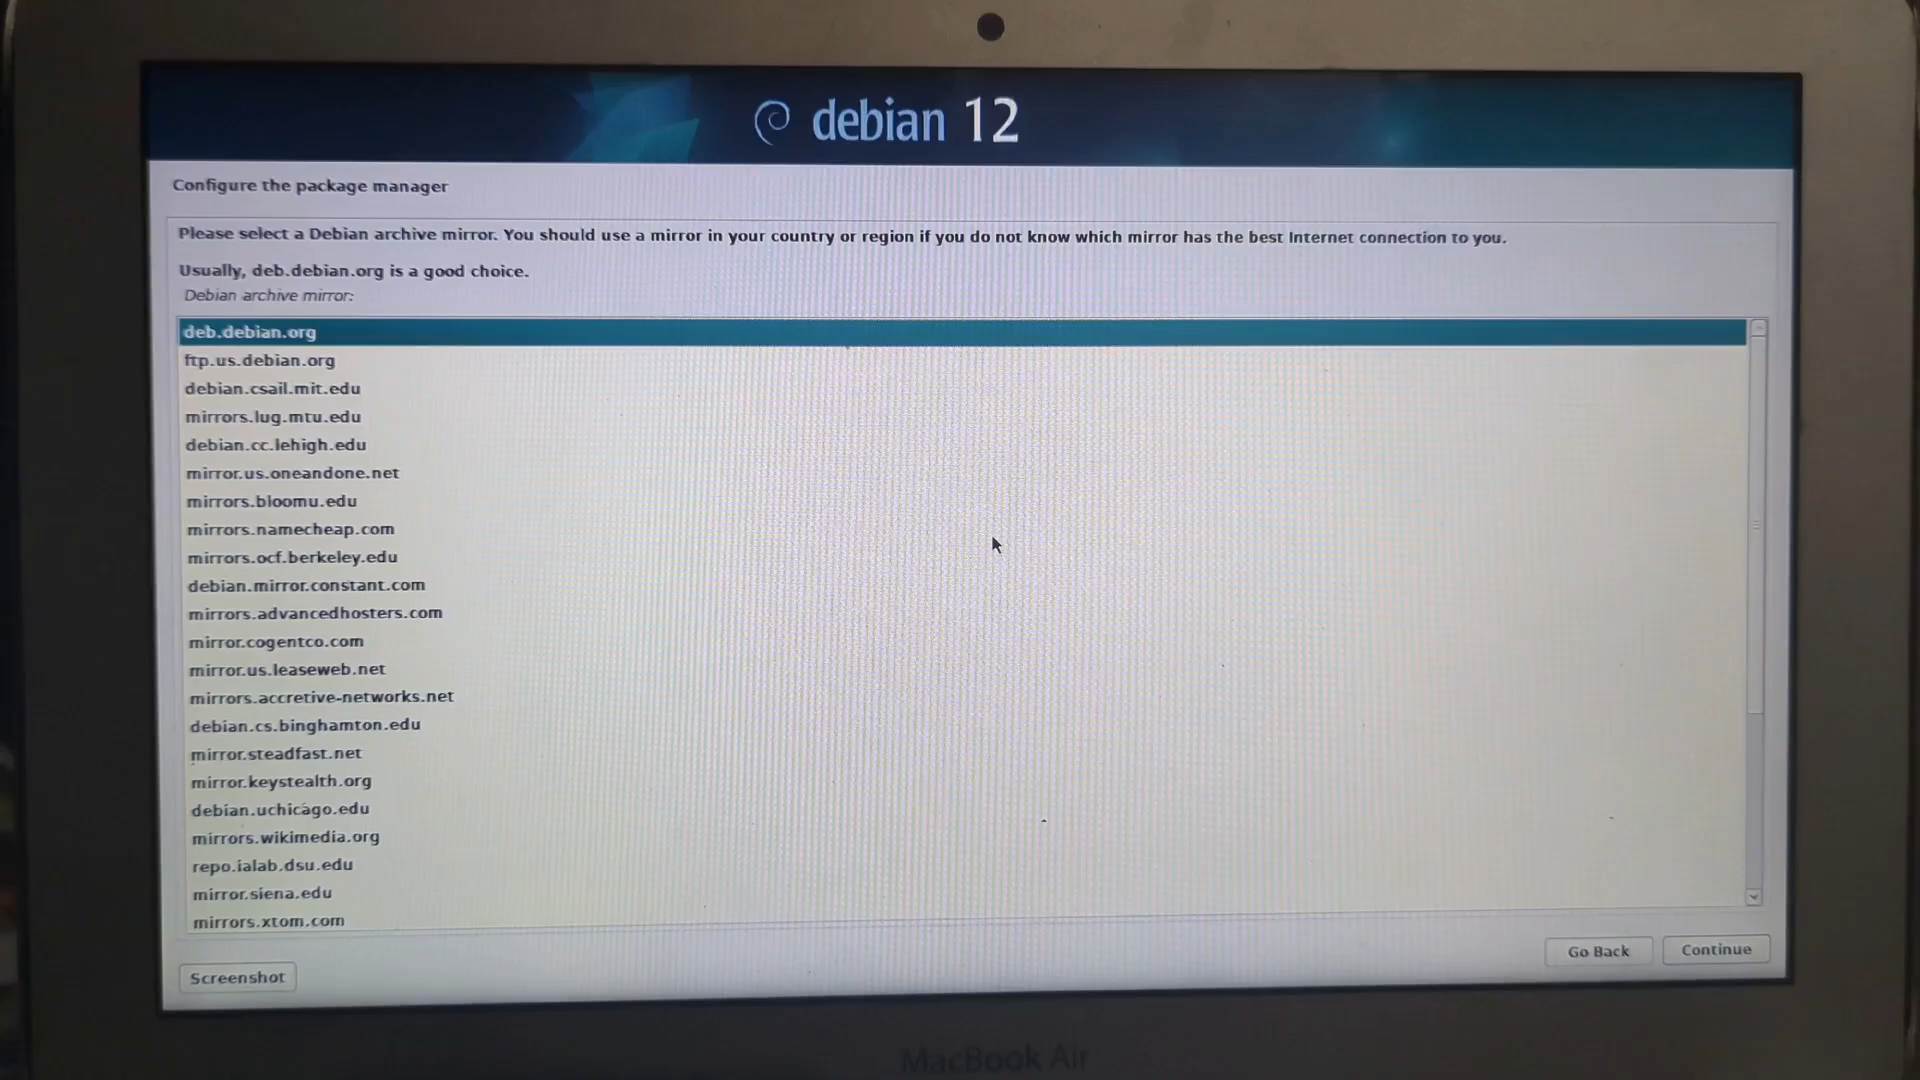 debian 12
Configure the package manager
Please select a Debian archive mirror. You should use a mirror in your country or region if you do not know which mirror has the best Internet connection to you.
Usually, deb.debian.org is a good choice.
Debian archive mirror:
deb.debian.org
ftp.us.debian.org
debian.csail.mit.edu
mirrors.lug.mtu.edu
debian.cc.lehigh.edu
mirror.us.oneandone.net
mirrors.bloomu.edu
mirrors.namecheap.com
mirrors.ocf.berkeley.edu
debian.mirror.constant.com
mirrors.advancedhosters.com
mirror.cogentco.com
mirror.us.leaseweb.net
mirrors.accretive-networks.net
debian.cs.binghamton.edu
mirror.steadfast.net
mirror.keystealth.org
debian.uchicago.edu
mirrors.wikimedia.org
repo.ialab.dsu.edu
mirror.siena.edu
mirrors.xtom.com
Go Back
Continue
Screenshot
MacBook Air